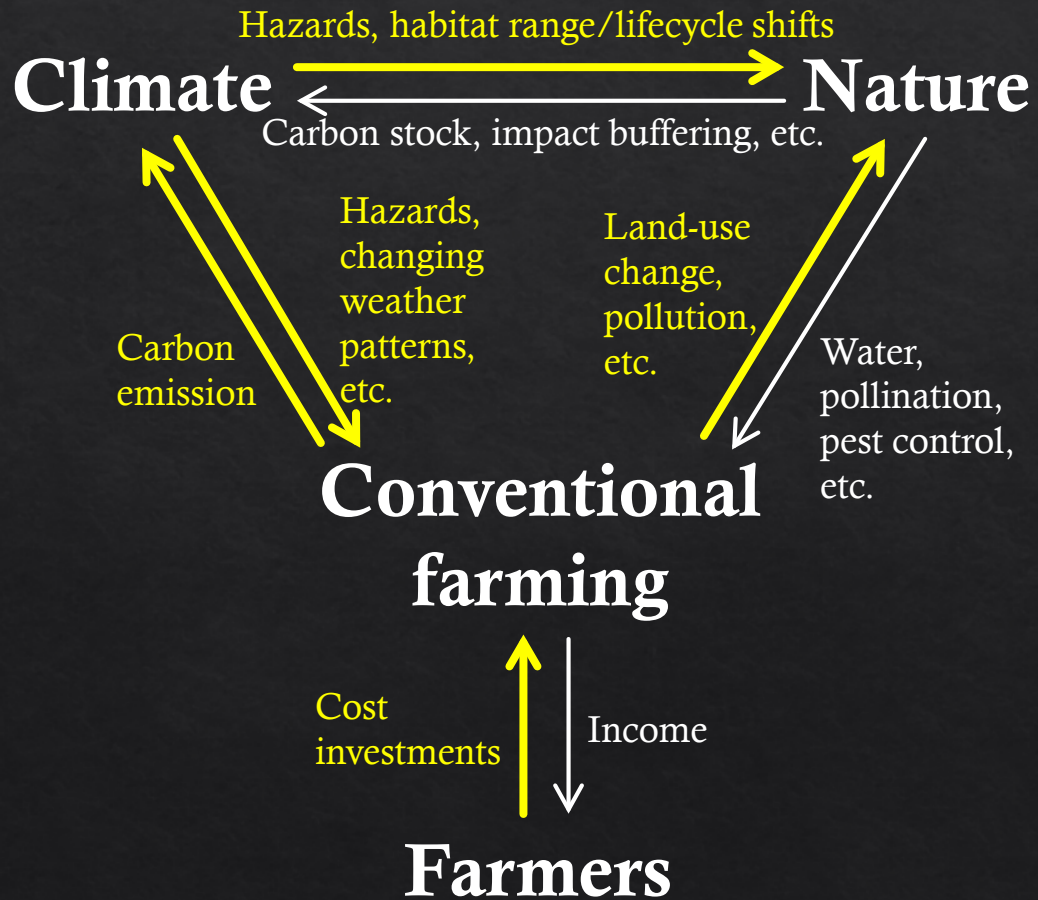 Hazards, habitat range/lifecycle shifts
Climate
Nature
Carbon stock, impact buffering, etc.
Hazards,
changing
weather
patterns,
etc.
Land-use
change,
pollution,
etc.
Carbon
emission
Water,
pollination,
pest control,
etc.
Conventional
farming
Cost
investments
Income
Farmers